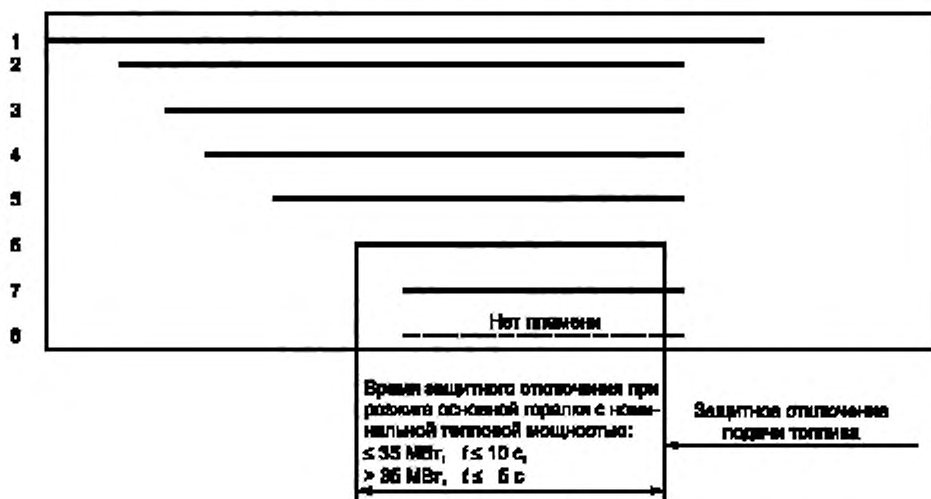 1
2
3
4
5
6
7
Нет пламени
8
Время защитного отключения при
розжиге основной горелки с номи-
нальной тепловой мощностью:
≤ 35 МВт, t ≤ 10 с,
> 35 МВт, t ≤ 5 с
Защитное отключение
подачи топлива